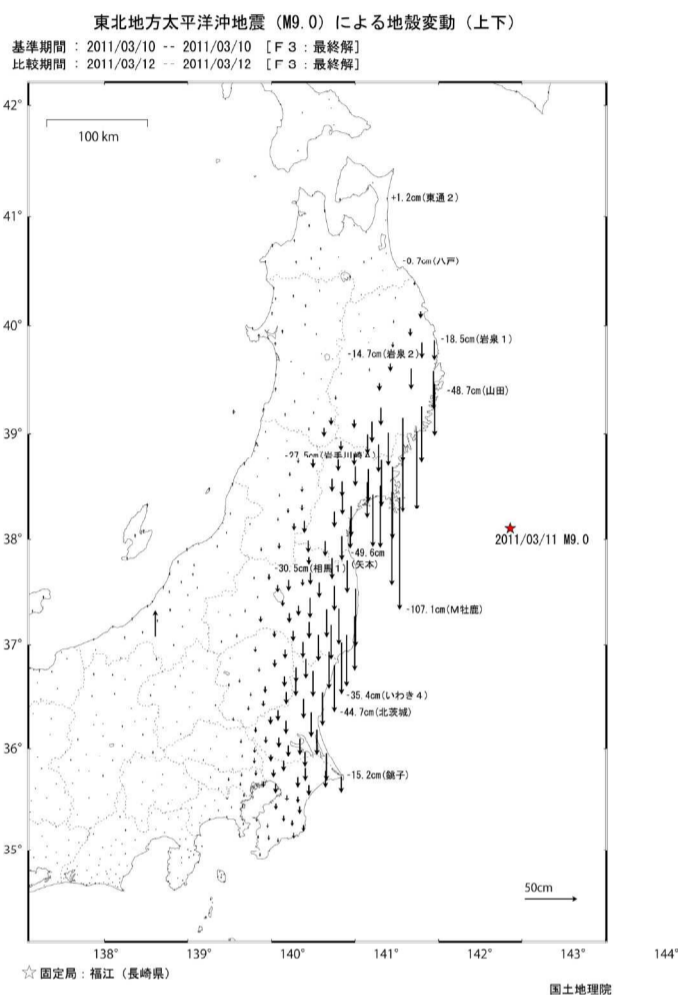 東北地方太平洋沖地震（M9.0）による地殻変動（上下）
基準期間 : 2011/03/10 -- 2011/03/10 [Ｆ３：最終解]
比較期間 : 2011/03/12 -- 2011/03/12 [Ｆ３：最終解]
42°
100 km
+1.2cm(東通２)
41°
-0.7cm(八戸)
40°
-18.5cm(岩泉１)
-14.7cm(岩泉２)
-48.7cm(山田)
39°
-27.5cm(岩手川崎A)
38°
2011/03/11 M9.0
-49.6cm
(矢本)
-30.5cm(相馬１)
-107.1cm(M牡鹿)
37°
-35.4cm(いわき４)
-44.7cm(北茨城)
36°
-15.2cm(銚子)
35°
50cm
138° 139° 140° 141° 142° 143° 144°
☆ 固定局：福江（長崎県）
国土地理院